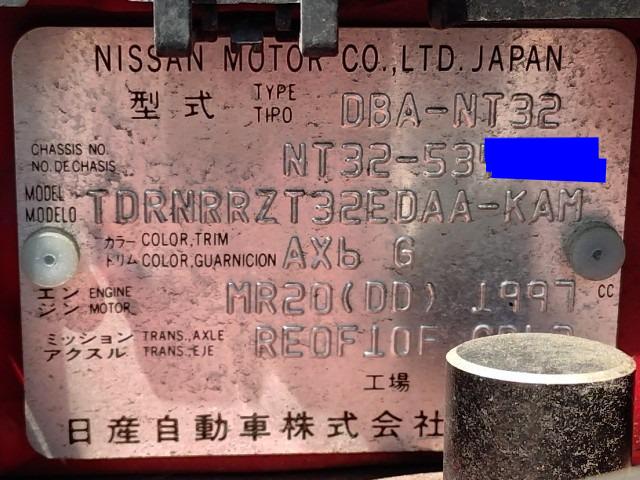 NISSAN MOTOR CO.,LTD. JAPAN
型式 TYPE TIPO DBA-NT32
CHASSIS NO. NO. DE CHASIS NT32-53
MODEL MODELO TDRNRRZT32EDAA-KAM
カラー COLOR,TRIM トリム COLOR,GUARNICION AX6 G
エンジン ENGINE MOTOR MR20(DD) 1997 CC
ミッション アクスル TRANS.,AXLE TRANS.,EJE RE0F10F
工場
日産自動車株式会社